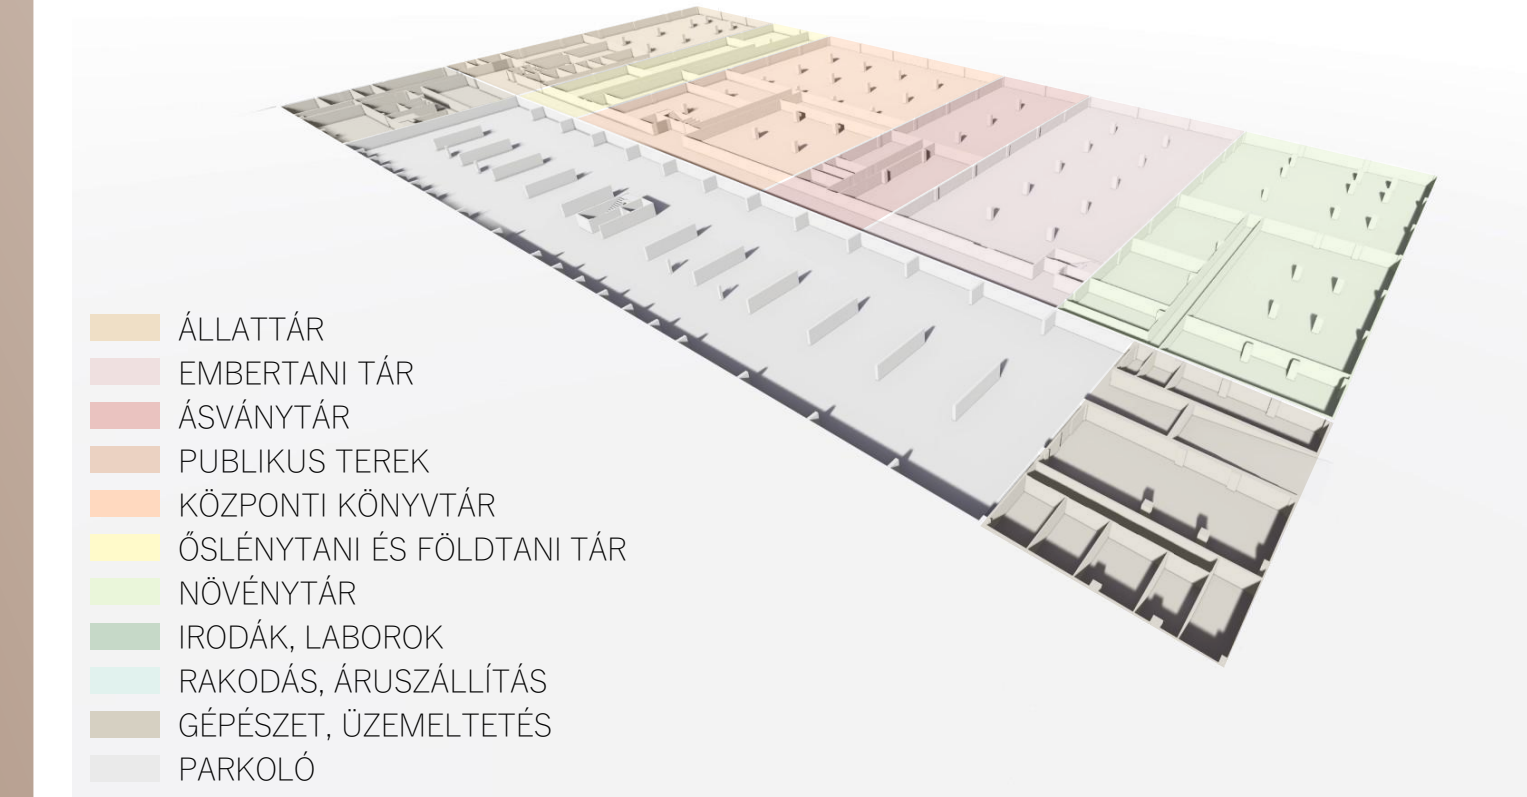 ÁLLATTÁR
EMBERTANI TÁR
ÁSVÁNYTÁR
PUBLIKUS TEREK
KÖZPONTI KÖNYVTÁR
ŐSLÉNYTANI ÉS FÖLDTANI TÁR
NÖVÉNYTÁR
IRODÁK, LABOROK
RAKODÁS, ÁRUSZÁLLÍTÁS
GÉPÉSZET, ÜZEMELTETÉS
PARKOLÓ